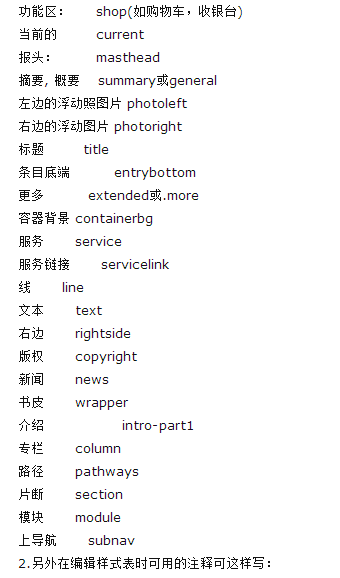 功能区：    shop(如购物车，收银台)
当前的    current
报头：    masthead
摘要, 概要    summary或general
左边的浮动照图片 photoleft
右边的浮动图片 photoright
标题    title
条目底端    entrybottom
更多    extended或.more
容器背景 containerbg
服务    service
服务链接    servicelink
线    line
文本    text
右边    rightside
版权    copyright
新闻    news
书皮    wrapper
介绍    intro-part1
专栏    column
路径    pathways
片断    section
模块    module
上导航    subnav
2.另外在编辑样式表时可用的注释可这样写：